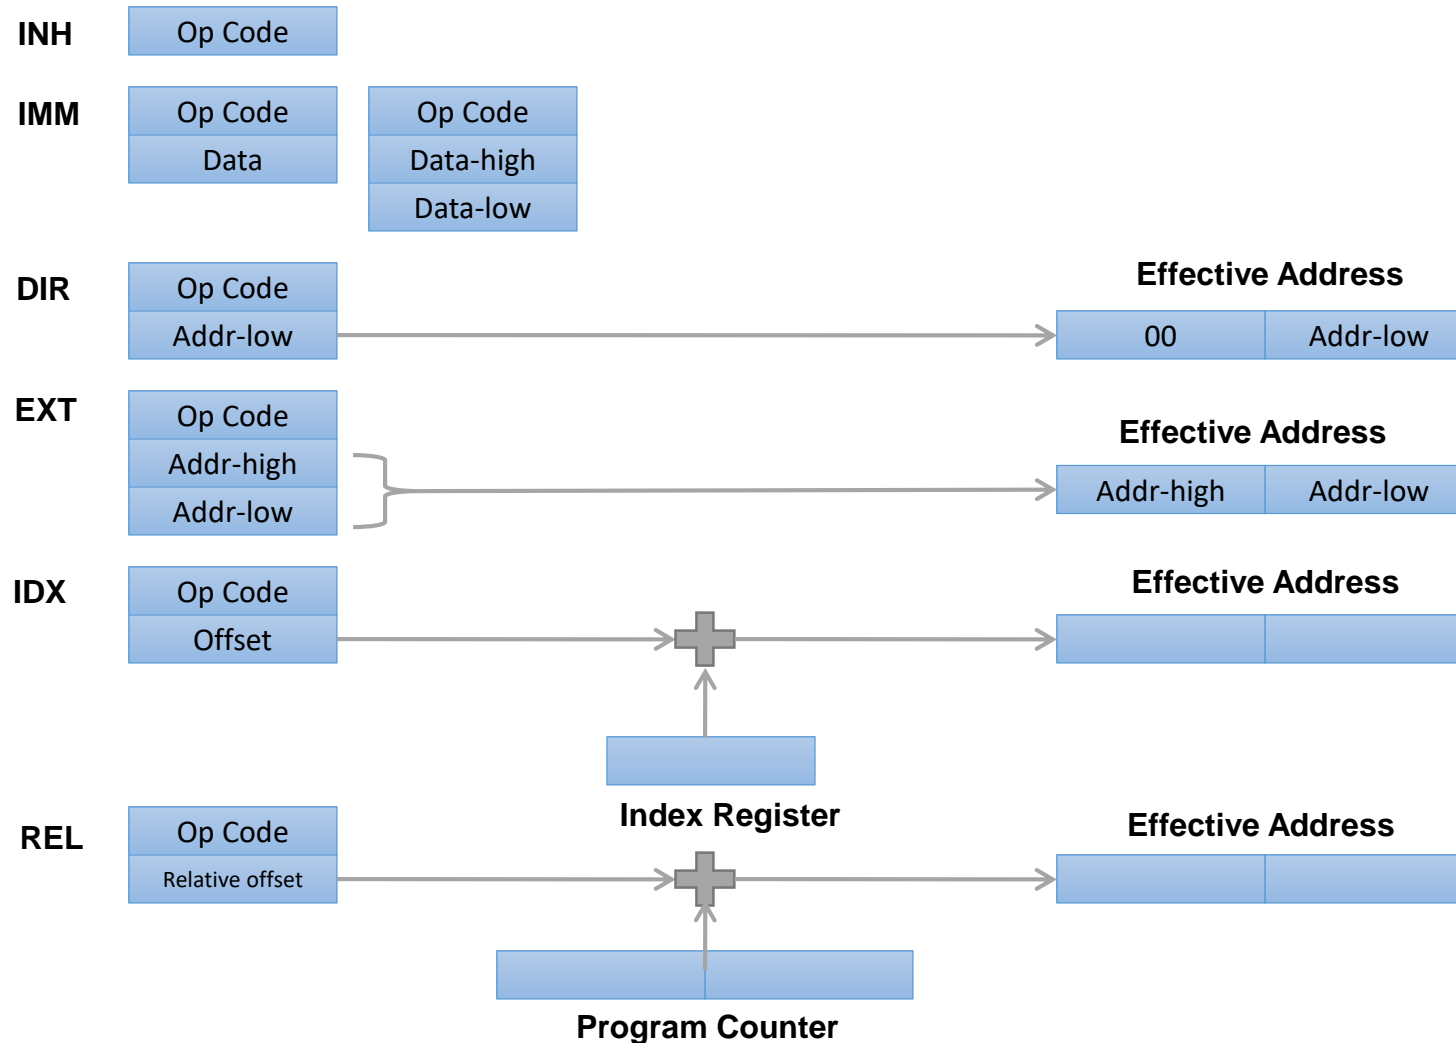 INH
Op Code
IMM
Op Code
Data
Op Code
Data-high
Data-low
DIR
Op Code
Addr-low
Effective Address
00
Addr-low
EXT
Op Code
Addr-high
Addr-low
Effective Address
Addr-high
Addr-low
IDX
Op Code
Offset
Effective Address
Index Register
REL
Op Code
Relative offset
Effective Address
Program Counter